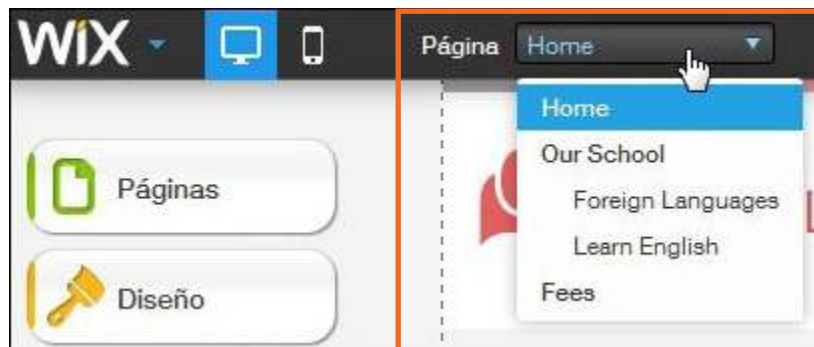 WiX
Página Home
Home
Our School
Foreign Languages
Learn English
Fees
Páginas
Diseño